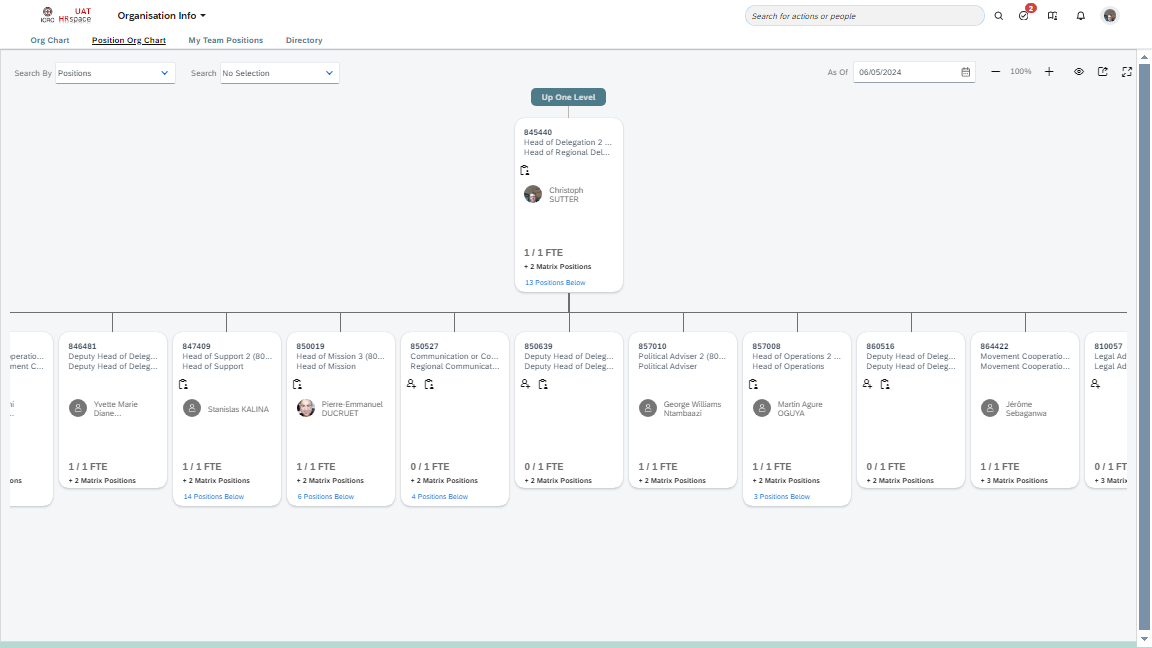 ICRC UAT HRspace
Organisation Info
Search for actions or people
2
Org Chart
Position Org Chart
My Team Positions
Directory
Search By
Positions
Search
No Selection
As Of
06/05/2024
100%
Up One Level
845440
Head of Delegation 2 ...
Head of Regional Del...
Christoph
SUTTER
1 / 1 FTE
+ 2 Matrix Positions
13 Positions Below
peratio...
ment C...
ni
...
ons
846481
Deputy Head of Deleg...
Deputy Head of Deleg...
Yvette Marie
Diane...
1 / 1 FTE
+ 2 Matrix Positions
847409
Head of Support 2 (80...
Head of Support
Stanislas KALINA
1 / 1 FTE
+ 2 Matrix Positions
14 Positions Below
850019
Head of Mission 3 (80...
Head of Mission
Pierre-Emmanuel
DUCRUET
1 / 1 FTE
+ 2 Matrix Positions
6 Positions Below
850527
Communication or Co...
Regional Communicat...
0 / 1 FTE
+ 2 Matrix Positions
4 Positions Below
850639
Deputy Head of Deleg...
Deputy Head of Deleg...
0 / 1 FTE
+ 2 Matrix Positions
857010
Political Adviser 2 (80...
Political Adviser
George Williams
Ntambaazi
1 / 1 FTE
+ 2 Matrix Positions
857008
Head of Operations 2 ...
Head of Operations
Martin Agure
OGUYA
1 / 1 FTE
+ 2 Matrix Positions
3 Positions Below
860516
Deputy Head of Deleg...
Deputy Head of Deleg...
0 / 1 FTE
+ 2 Matrix Positions
864422
Movement Cooperatio...
Movement Cooperatio...
Jérôme
Sebaganwa
1 / 1 FTE
+ 3 Matrix Positions
810057
Legal Ad
Legal Ad
0 / 1 FT
+ 3 Matrix